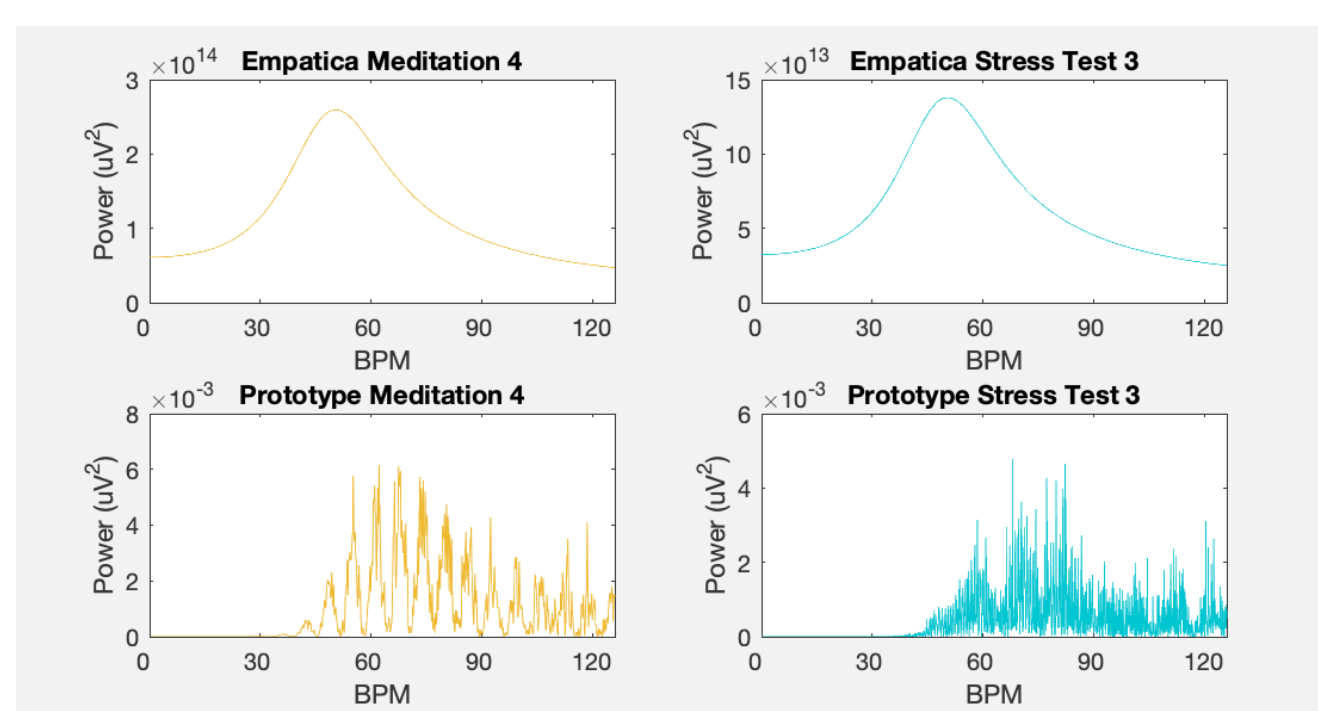 Empatica Meditation 4
×10^14
Power (uV^2)
3
2
1
0
0 30 60 90 120
BPM
Empatica Stress Test 3
×10^13
Power (uV^2)
15
10
5
0
0 30 60 90 120
BPM
Prototype Meditation 4
×10^-3
Power (uV^2)
8
6
4
2
0
0 30 60 90 120
BPM
Prototype Stress Test 3
×10^-3
Power (uV^2)
6
4
2
0
0 30 60 90 120
BPM